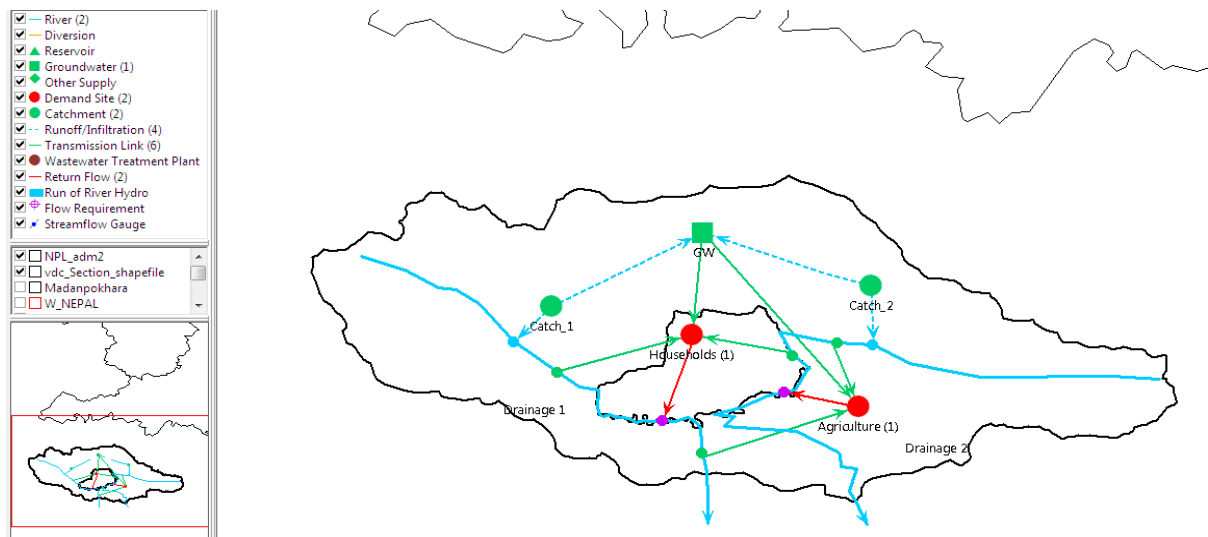 River (2)
Diversion
Reservoir
Groundwater (1)
Other Supply
Demand Site (2)
Catchment (2)
Runoff/Infiltration (4)
Transmission Link (6)
Wastewater Treatment Plant
Return Flow (2)
Run of River Hydro
Flow Requirement
Streamflow Gauge
NPL_adm2
vdc_Section_shapefile
Madanpokhara
W_NEPAL
GW
Catch_2
Catch_1
Households (1)
Drainage 1
Agriculture (1)
Drainage 2